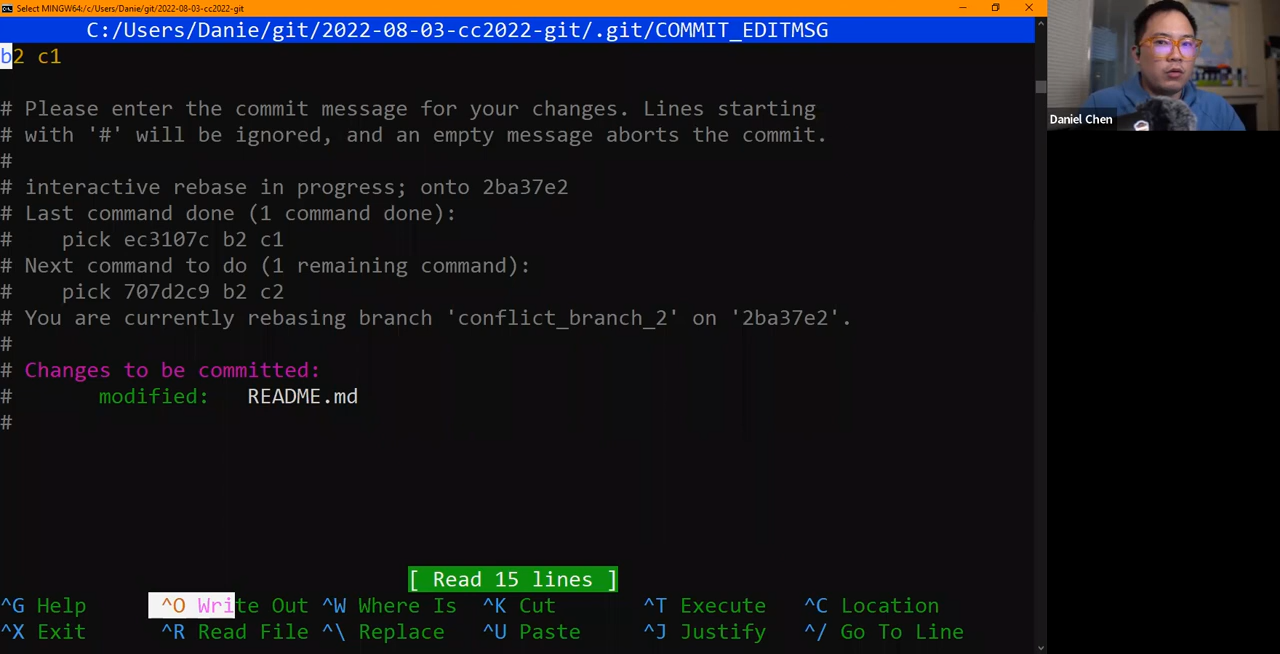 Select MINGW64:/c/Users/Danie/git/2022-08-03-cc2022-git
C:/Users/Danie/git/2022-08-03-cc2022-git/.git/COMMIT_EDITMSG
b2 c1
# Please enter the commit message for your changes. Lines starting
# with '#' will be ignored, and an empty message aborts the commit.
#
# interactive rebase in progress; onto 2ba37e2
# Last command done (1 command done):
#    pick ec3107c b2 c1
# Next command to do (1 remaining command):
#    pick 707d2c9 b2 c2
# You are currently rebasing branch 'conflict_branch_2' on '2ba37e2'.
#
# Changes to be committed:
#       modified:   README.md
#
[ Read 15 lines ]
^G Help ^O Write Out ^W Where Is ^K Cut ^T Execute ^C Location
^X Exit ^R Read File ^\ Replace ^U Paste ^J Justify ^/ Go To Line
Daniel Chen